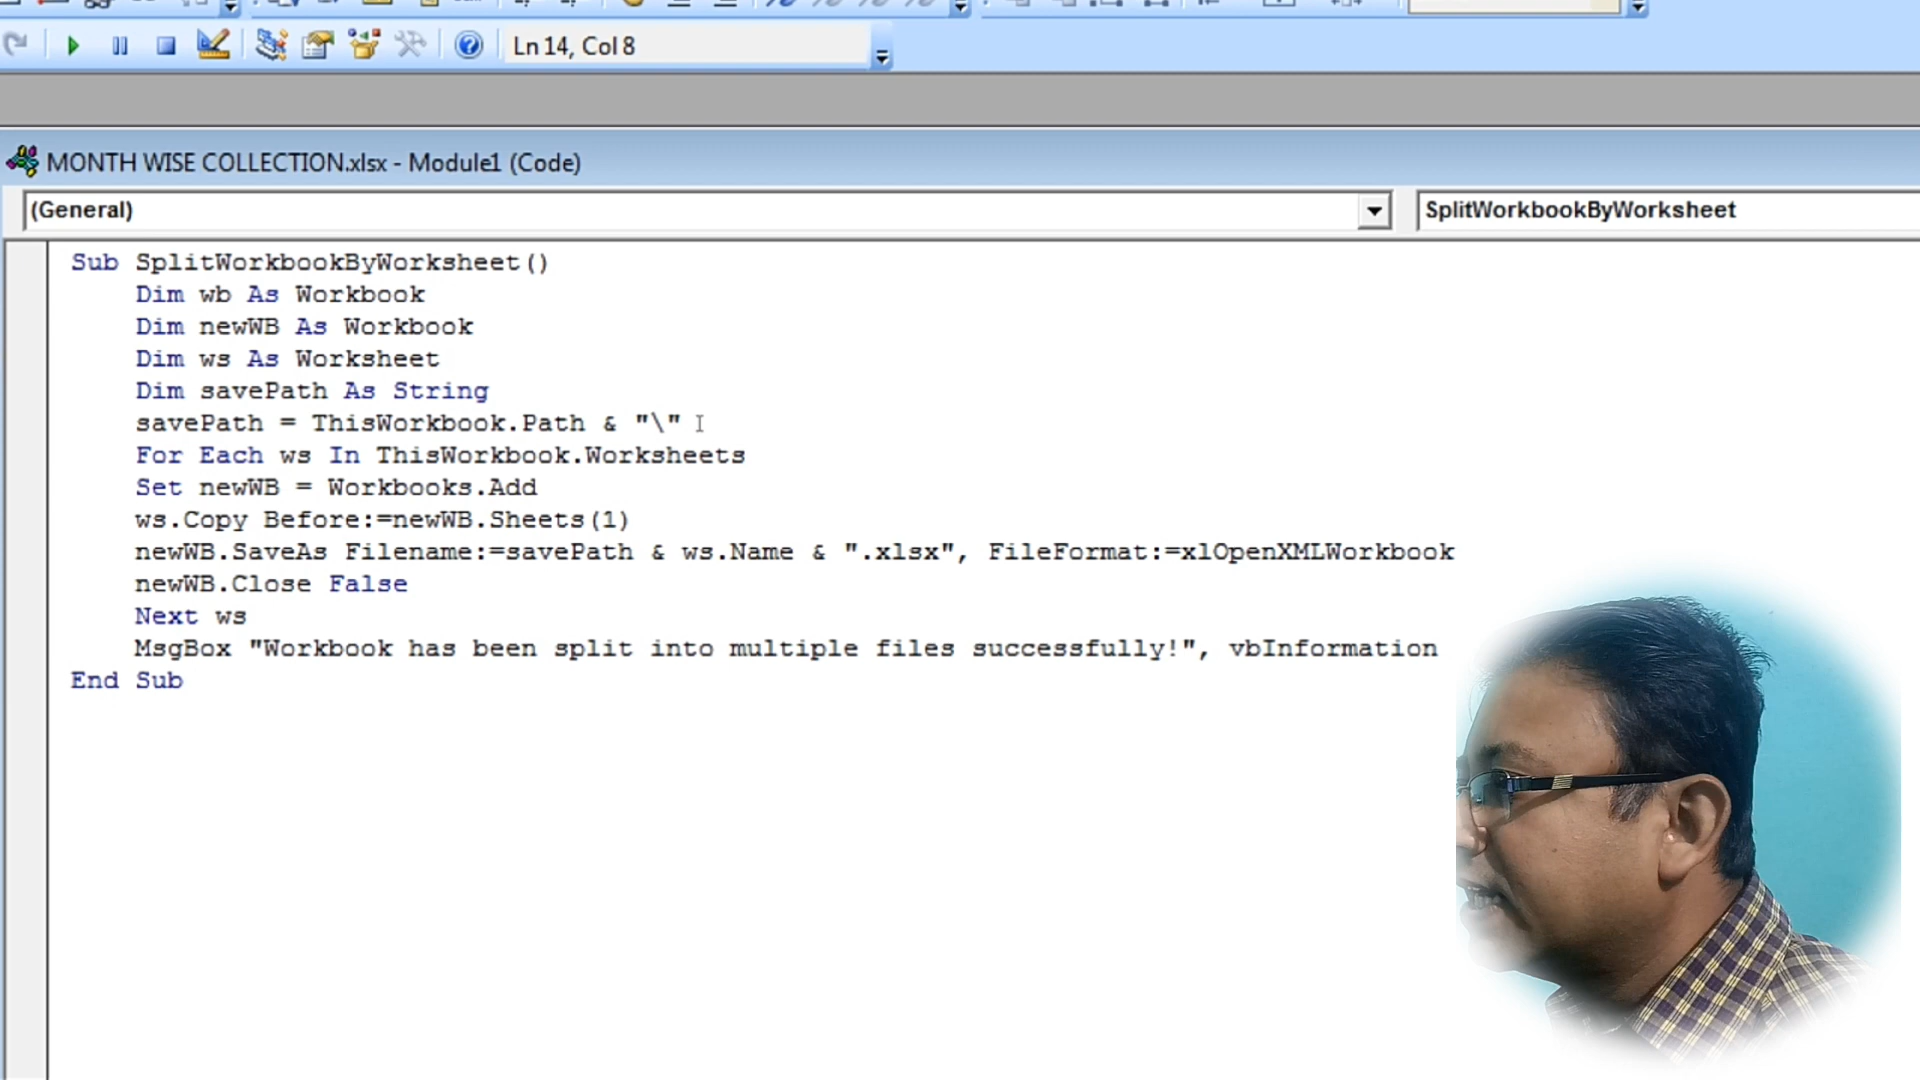 Ln 14, Col 8
MONTH WISE COLLECTION.xlsx - Module1 (Code)
(General)
SplitWorkbookByWorksheet
Sub SplitWorkbookByWorksheet()
Dim wb As Workbook
Dim newWB As Workbook
Dim ws As Worksheet
Dim savePath As String
savePath = ThisWorkbook.Path & "\"
For Each ws In ThisWorkbook.Worksheets
Set newWB = Workbooks.Add
ws.Copy Before:=newWB.Sheets(1)
newWB.SaveAs Filename:=savePath & ws.Name & ".xlsx", FileFormat:=xlOpenXMLWorkbook
newWB.Close False
Next ws
MsgBox "Workbook has been split into multiple files successfully!", vbInformation
End Sub